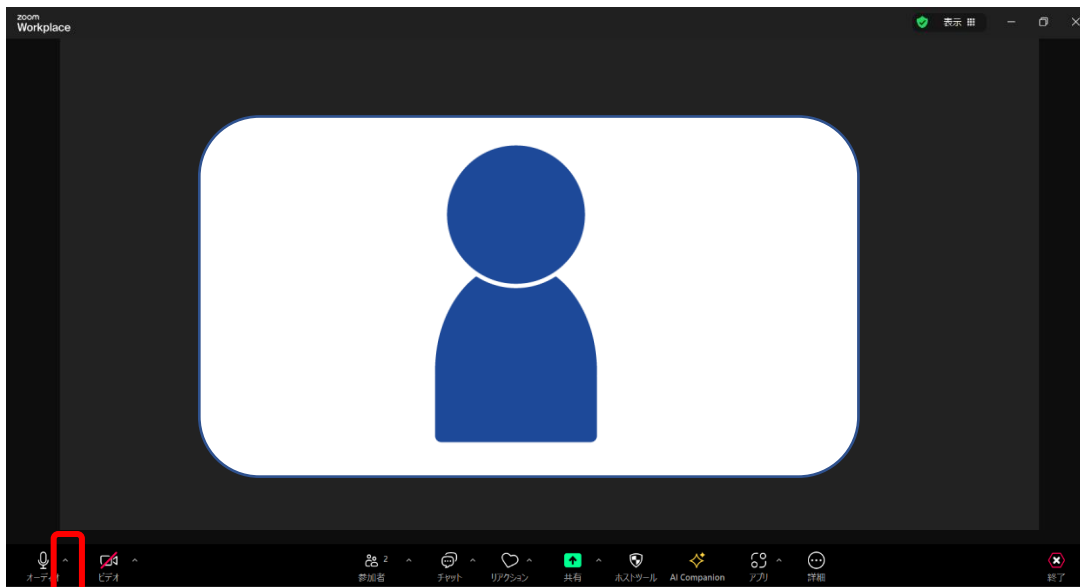 zoom
Workplace
表示
オーディオ
ビデオ
参加者
2
チャット
リアクション
共有
ホストツール
AI Companion
アプリ
詳細
終了